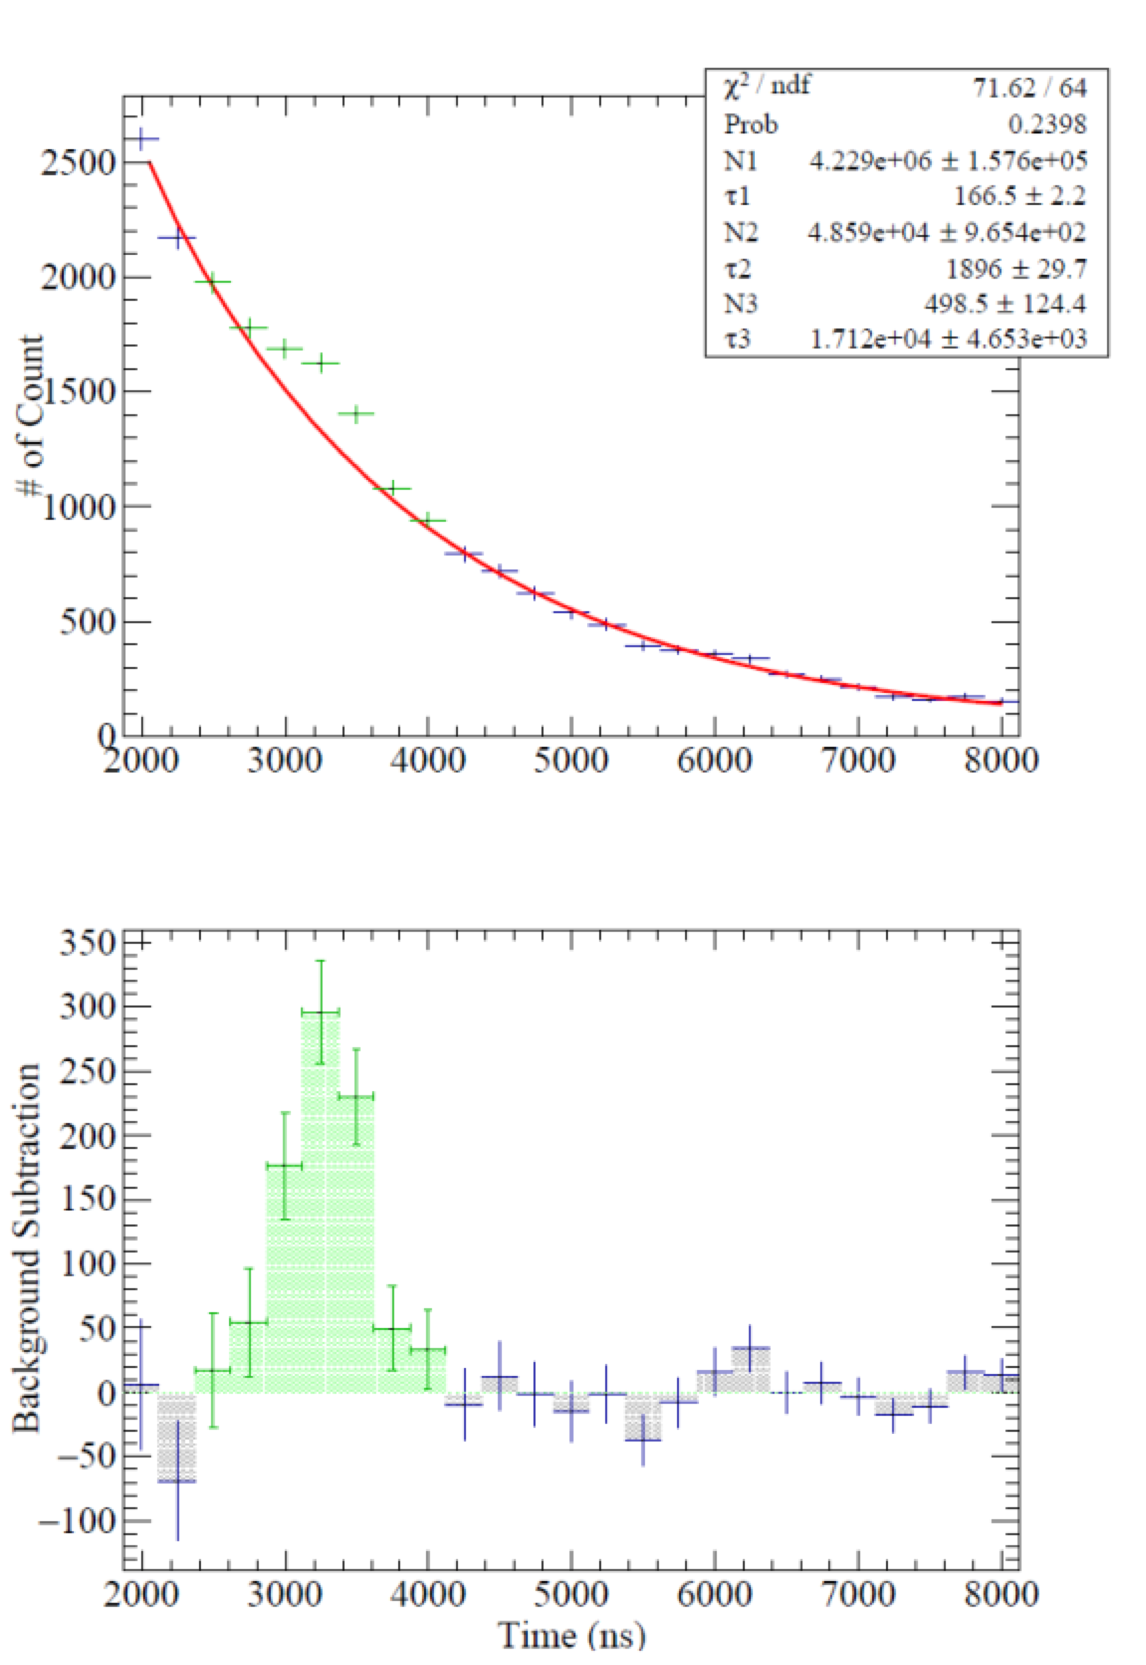 χ² / ndf 71.62 / 64
Prob 0.2398
N1 4.229e+06 ± 1.576e+05
τ1 166.5 ± 2.2
N2 4.859e+04 ± 9.654e+02
τ2 1896 ± 29.7
N3 498.5 ± 124.4
τ3 1.712e+04 ± 4.653e+03
# of Count
2500
2000
1500
1000
500
0
2000 3000 4000 5000 6000 7000 8000
Background Subtraction
350
300
250
200
150
100
50
0
−50
−100
2000 3000 4000 5000 6000 7000 8000
Time (ns)